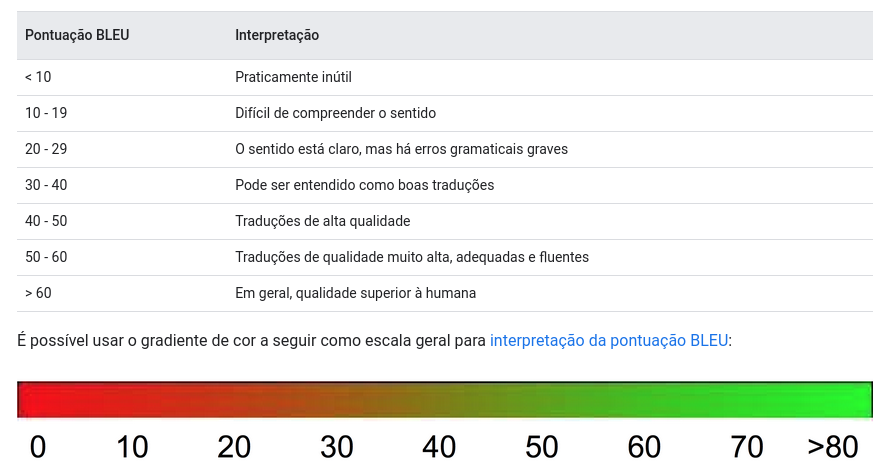 Pontuação BLEU Interpretação
< 10 Praticamente inútil
10 - 19 Difícil de compreender o sentido
20 - 29 O sentido está claro, mas há erros gramaticais graves
30 - 40 Pode ser entendido como boas traduções
40 - 50 Traduções de alta qualidade
50 - 60 Traduções de qualidade muito alta, adequadas e fluentes
> 60 Em geral, qualidade superior à humana
É possível usar o gradiente de cor a seguir como escala geral para interpretação da pontuação BLEU:
0 10 20 30 40 50 60 70 >80